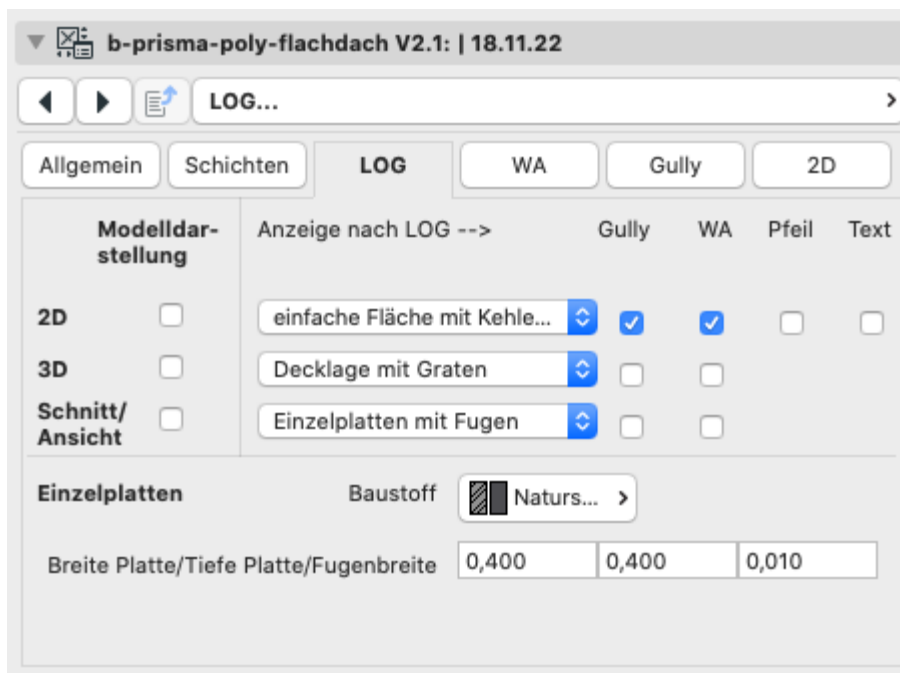 b-prisma-poly-flachdach V2.1: | 18.11.22
LOG...
Allgemein Schichten LOG WA Gully 2D
Modelldar-
stellung
Anzeige nach LOG --> Gully WA Pfeil Text
2D einfache Fläche mit Kehle...
3D Decklage mit Graten
Schnitt/
Ansicht
Einzelplatten mit Fugen
Einzelplatten Baustoff Naturs...
Breite Platte/Tiefe Platte/Fugenbreite 0,400 0,400 0,010